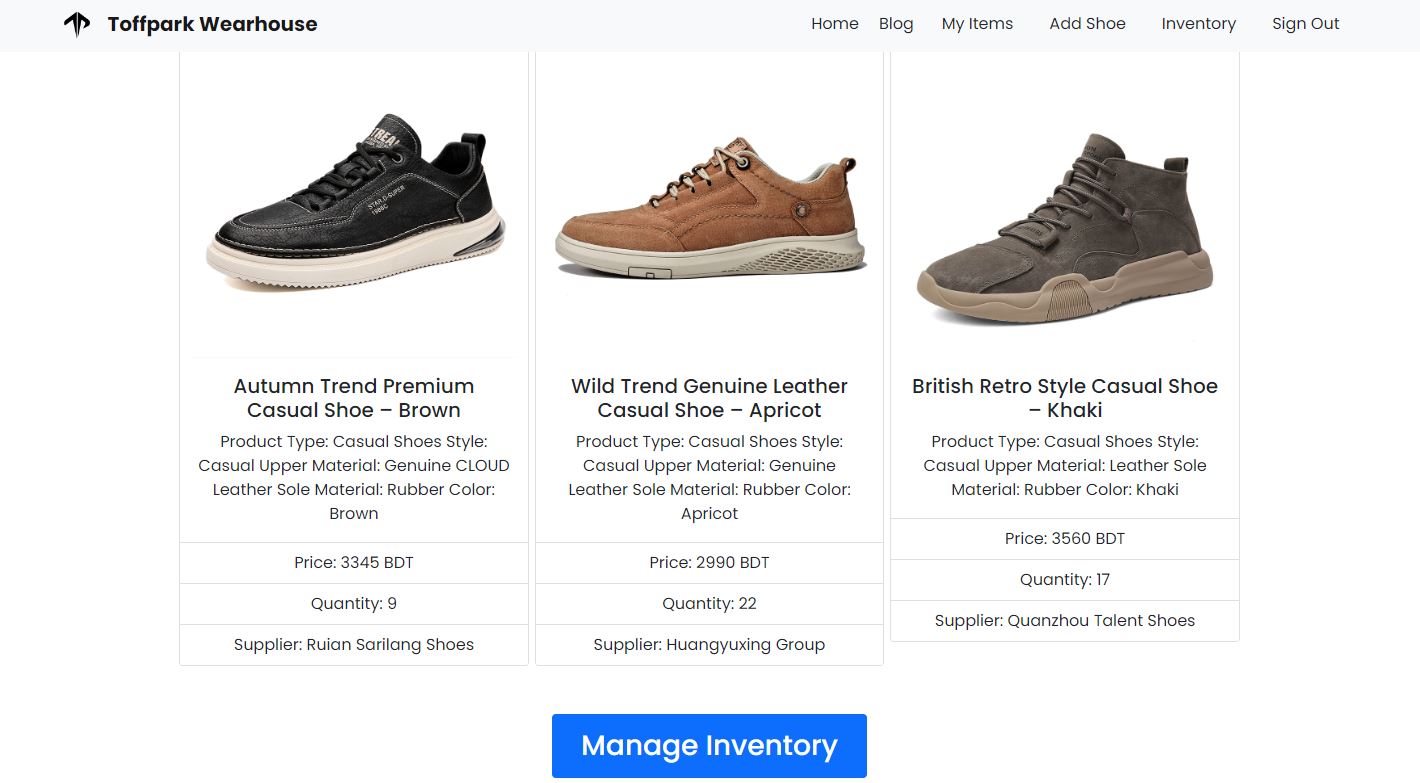 Toffpark Wearhouse
Home Blog My Items Add Shoe Inventory Sign Out
STAR.G-SUPER
1986C
Autumn Trend Premium
Casual Shoe – Brown
Product Type: Casual Shoes Style:
Casual Upper Material: Genuine CLOUD
Leather Sole Material: Rubber Color:
Brown
Price: 3345 BDT
Quantity: 9
Supplier: Ruian Sarilang Shoes
Wild Trend Genuine Leather
Casual Shoe – Apricot
Product Type: Casual Shoes Style:
Casual Upper Material: Genuine
Leather Sole Material: Rubber Color:
Apricot
Price: 2990 BDT
Quantity: 22
Supplier: Huangyuxing Group
British Retro Style Casual Shoe
– Khaki
Product Type: Casual Shoes Style:
Casual Upper Material: Leather Sole
Material: Rubber Color: Khaki
Price: 3560 BDT
Quantity: 17
Supplier: Quanzhou Talent Shoes
Manage Inventory